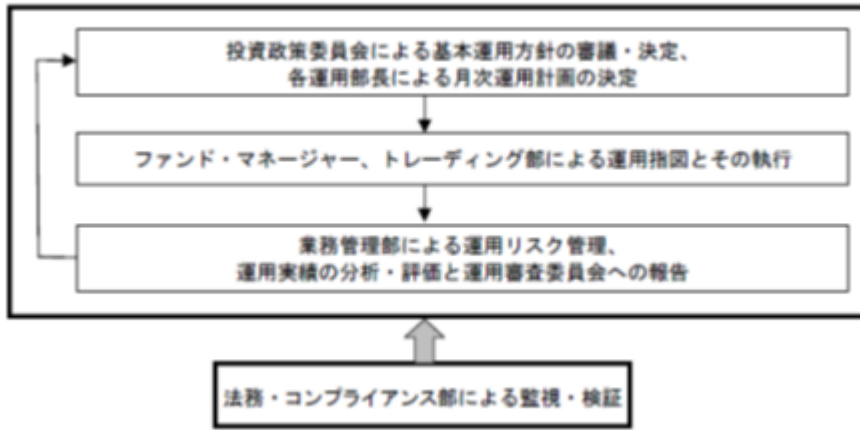 投資政策委員会による基本運用方針の審議・決定、
各運用部長による月次運用計画の決定
ファンド・マネージャー、トレーディング部による運用指図とその執行
業務管理部による運用リスク管理、
運用実績の分析・評価と運用審査委員会への報告
法務・コンプライアンス部による監視・検証